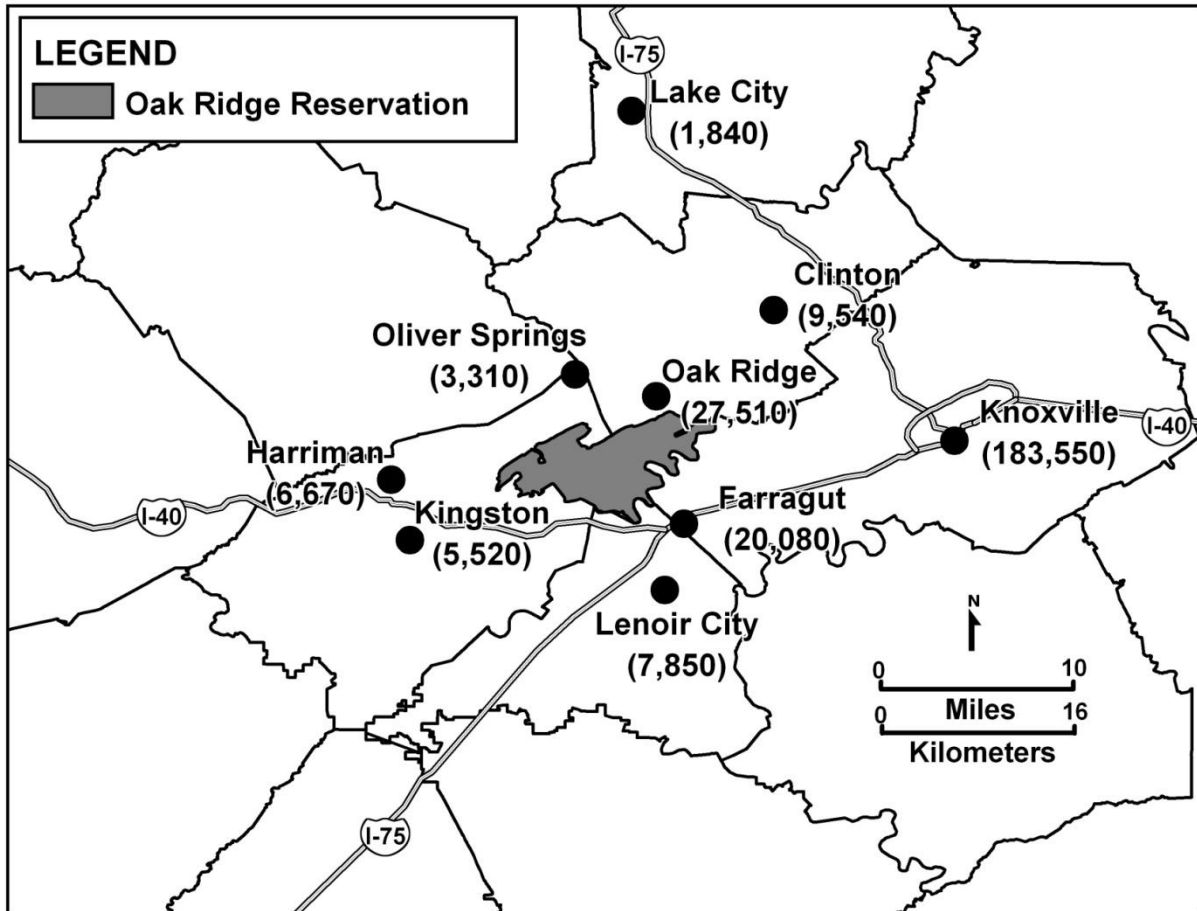 LEGEND
Oak Ridge Reservation
I-75
Lake City
(1,840)
Clinton
(9,540)
Oliver Springs
(3,310)
Oak Ridge
(27,510)
Knoxville
(183,550)
I-40
Harriman
(6,670)
I-40
Kingston
(5,520)
Farragut
(20,080)
Lenoir City
(7,850)
N
0 10
Miles
0 16
Kilometers
I-75